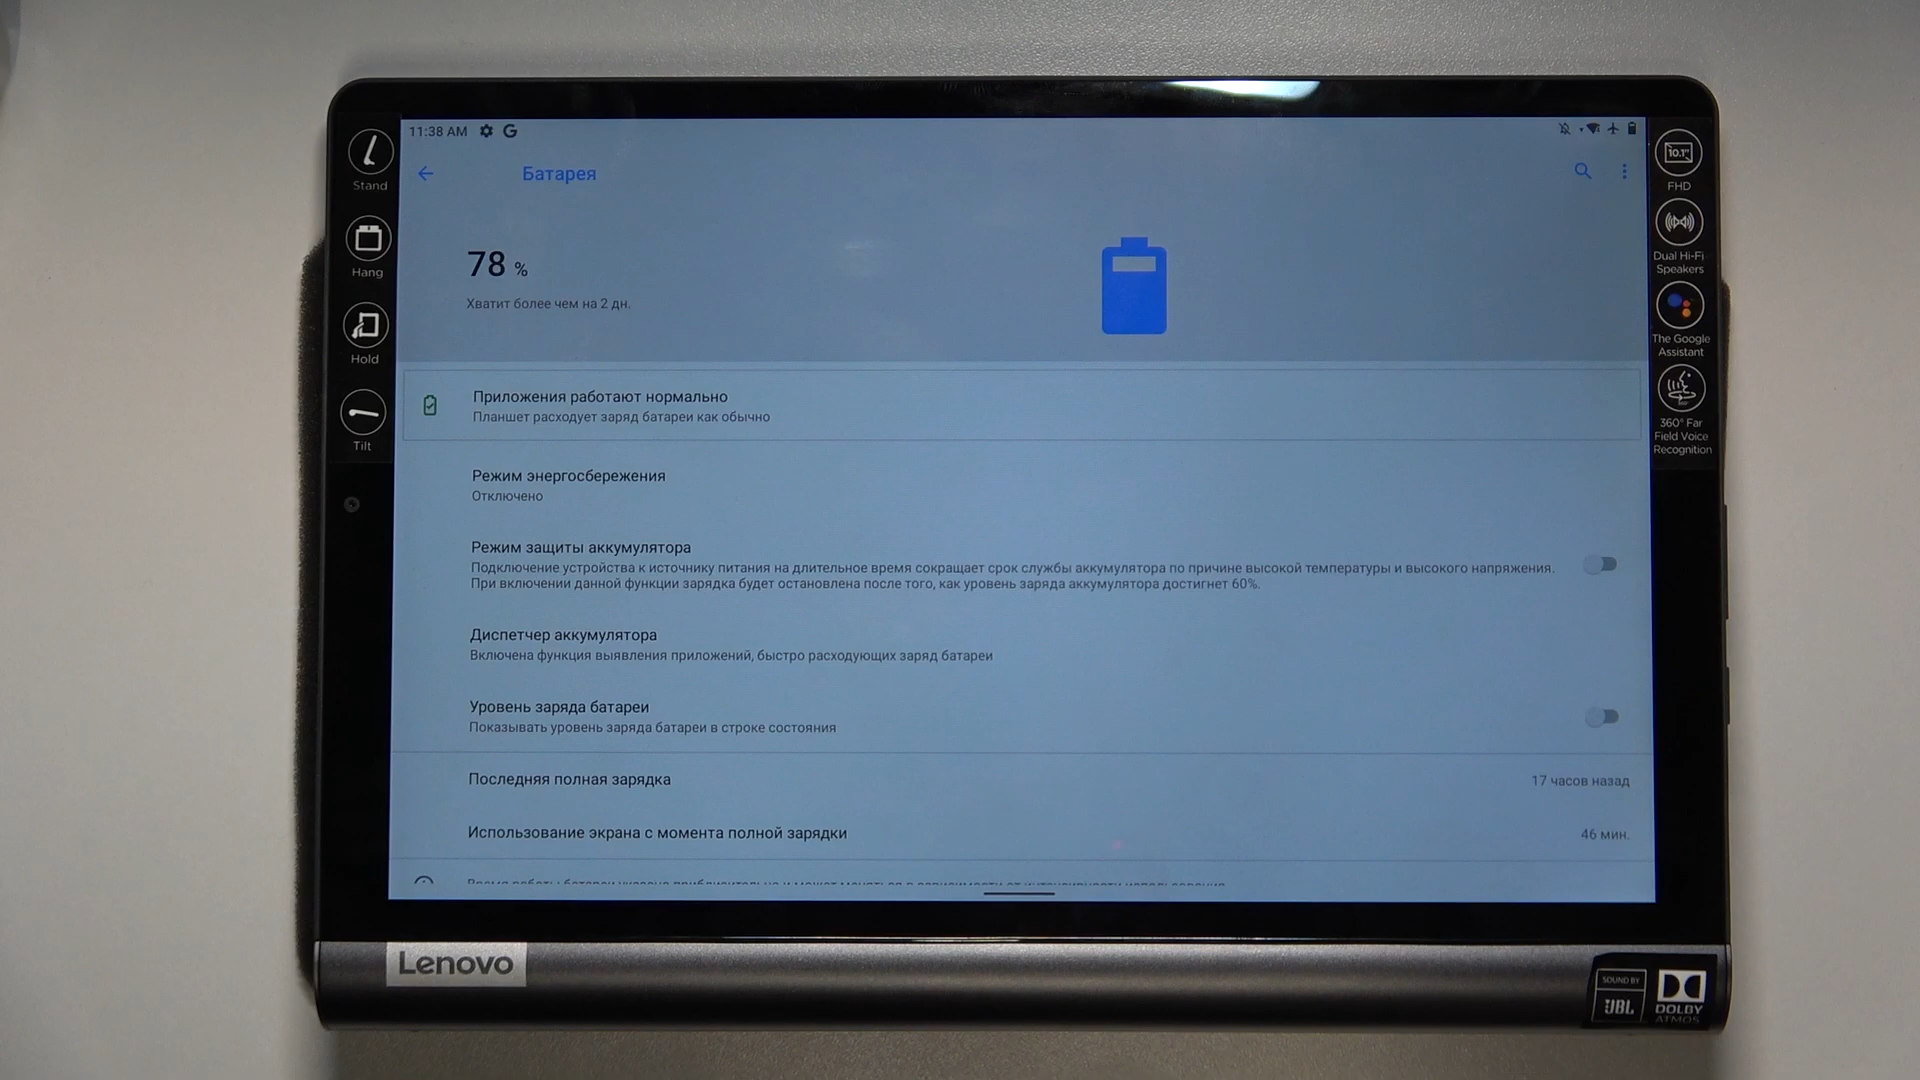 11:38 AM
Батарея
78 %
Хватит более чем на 2 дн.
Приложения работают нормально
Планшет расходует заряд батареи как обычно
Режим энергосбережения
Отключено
Режим защиты аккумулятора
Подключение устройства к источнику питания на длительное время сокращает срок службы аккумулятора по причине высокой температуры и высокого напряжения.
При включении данной функции зарядка будет остановлена после того, как уровень заряда аккумулятора достигнет 60%.
Диспетчер аккумулятора
Включена функция выявления приложений, быстро расходующих заряд батареи
Уровень заряда батареи
Показывать уровень заряда батареи в строке состояния
Последняя полная зарядка
17 часов назад
Использование экрана с момента полной зарядки
46 мин.
Stand
Hang
Hold
Tilt
10.1"
FHD
Dual Hi-Fi
Speakers
The Google
Assistant
360° Far
Field Voice
Recognition
Lenovo
SOUND BY
JBL
DOLBY
ATMOS